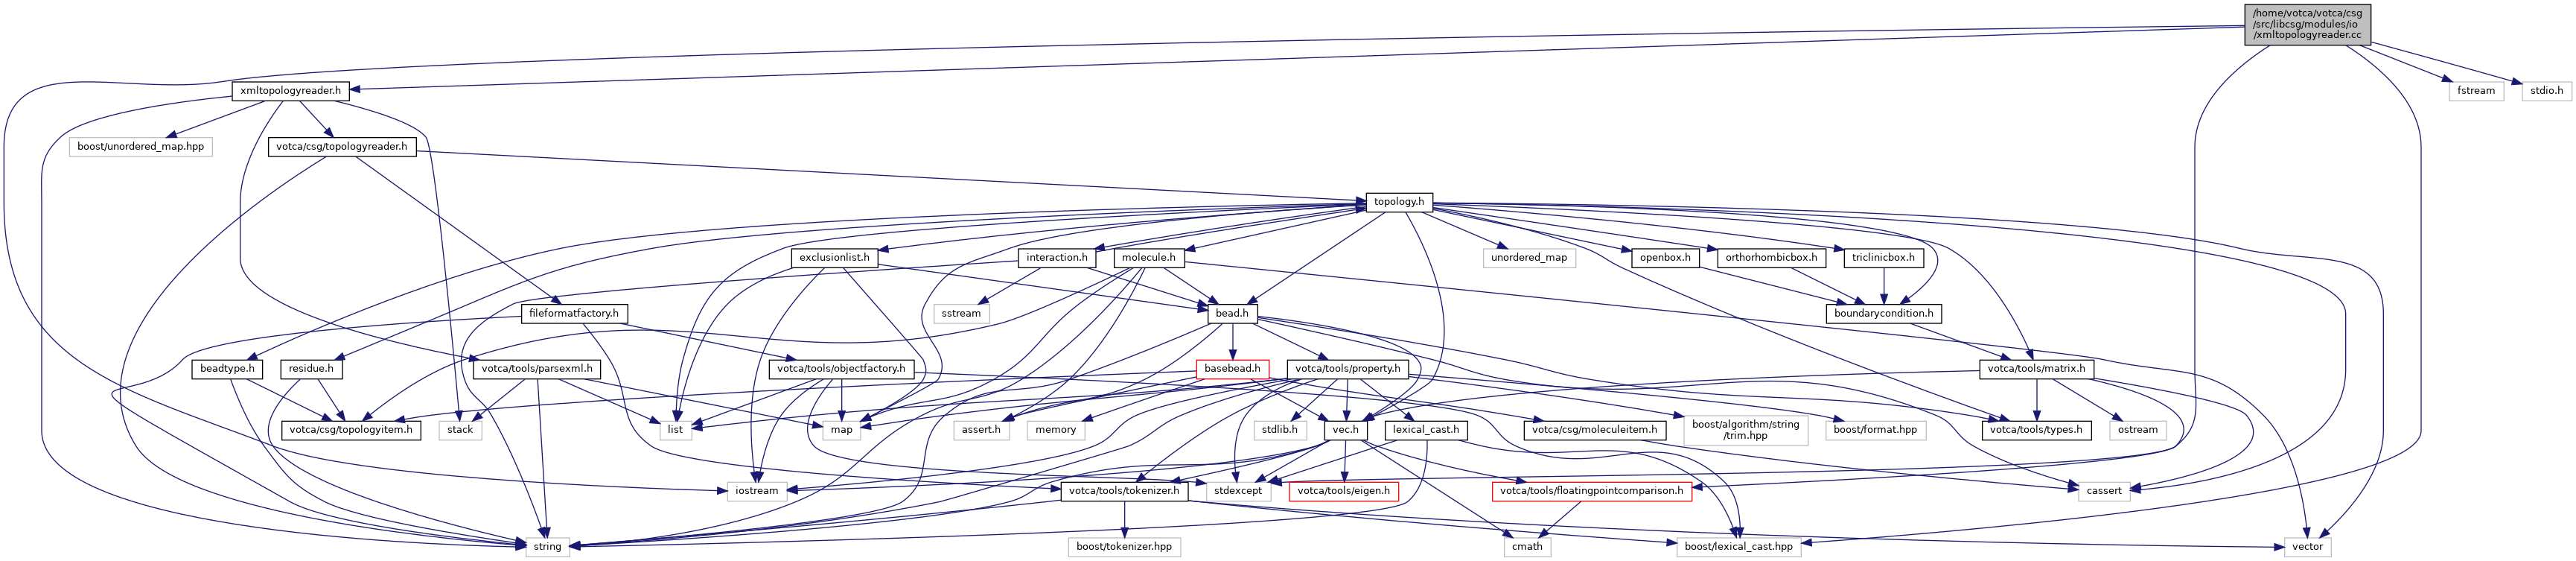 /home/votca/votca/csg
/src/libcsg/modules/io
/xmltopologyreader.cc
xmltopologyreader.h
fstream
stdio.h
boost/unordered_map.hpp
votca/csg/topologyreader.h
topology.h
exclusionlist.h
interaction.h
molecule.h
unordered_map
openbox.h
orthorhombicbox.h
triclinicbox.h
fileformatfactory.h
sstream
bead.h
boundarycondition.h
beadtype.h
residue.h
votca/tools/parsexml.h
votca/tools/objectfactory.h
basebead.h
votca/tools/property.h
votca/tools/matrix.h
votca/csg/topologyitem.h
stack
list
map
assert.h
memory
stdlib.h
vec.h
lexical_cast.h
votca/csg/moleculeitem.h
boost/algorithm/string
/trim.hpp
boost/format.hpp
votca/tools/types.h
ostream
iostream
votca/tools/tokenizer.h
stdexcept
votca/tools/eigen.h
votca/tools/floatingpointcomparison.h
cassert
string
boost/tokenizer.hpp
cmath
boost/lexical_cast.hpp
vector